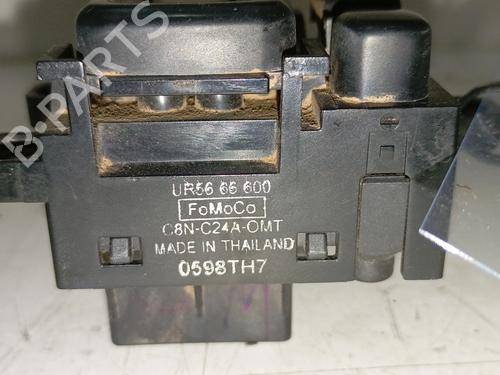 B-PARTS
UR56 66 600
FoMoCo
C8N-C24A-OMT
MADE IN THAILAND
0598TH7